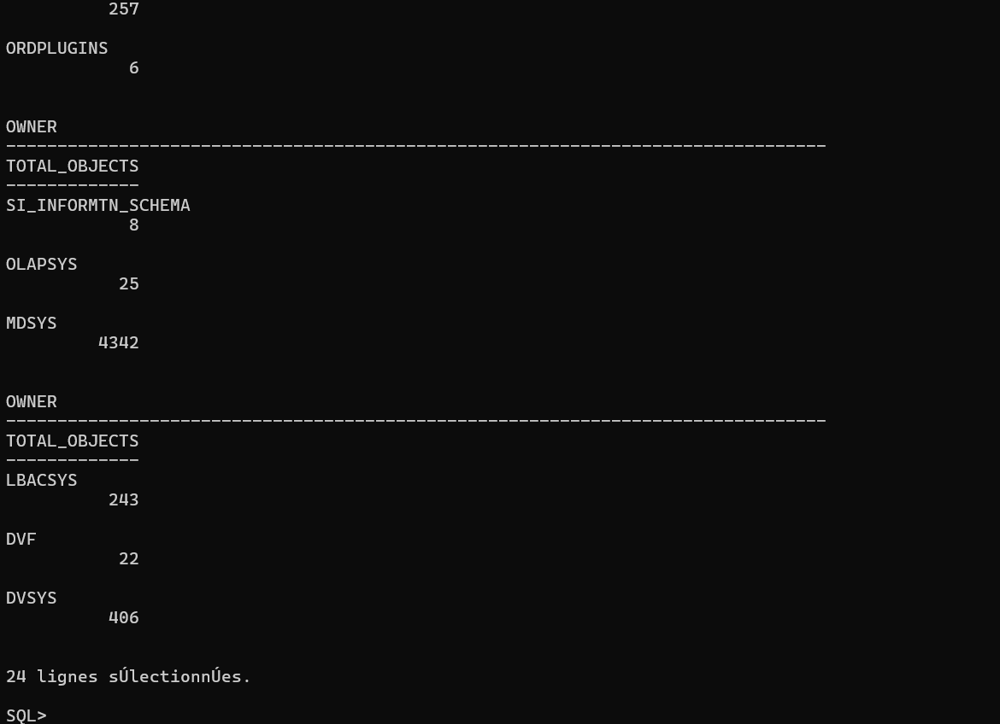 257
ORDPLUGINS
6
OWNER
--------------------------------------------------------------------------------
TOTAL_OBJECTS
-------------
SI_INFORMTN_SCHEMA
8
OLAPSYS
25
MDSYS
4342
OWNER
--------------------------------------------------------------------------------
TOTAL_OBJECTS
-------------
LBACSYS
243
DVF
22
DVSYS
406
24 lignes sÚlectionnÚes.
SQL>